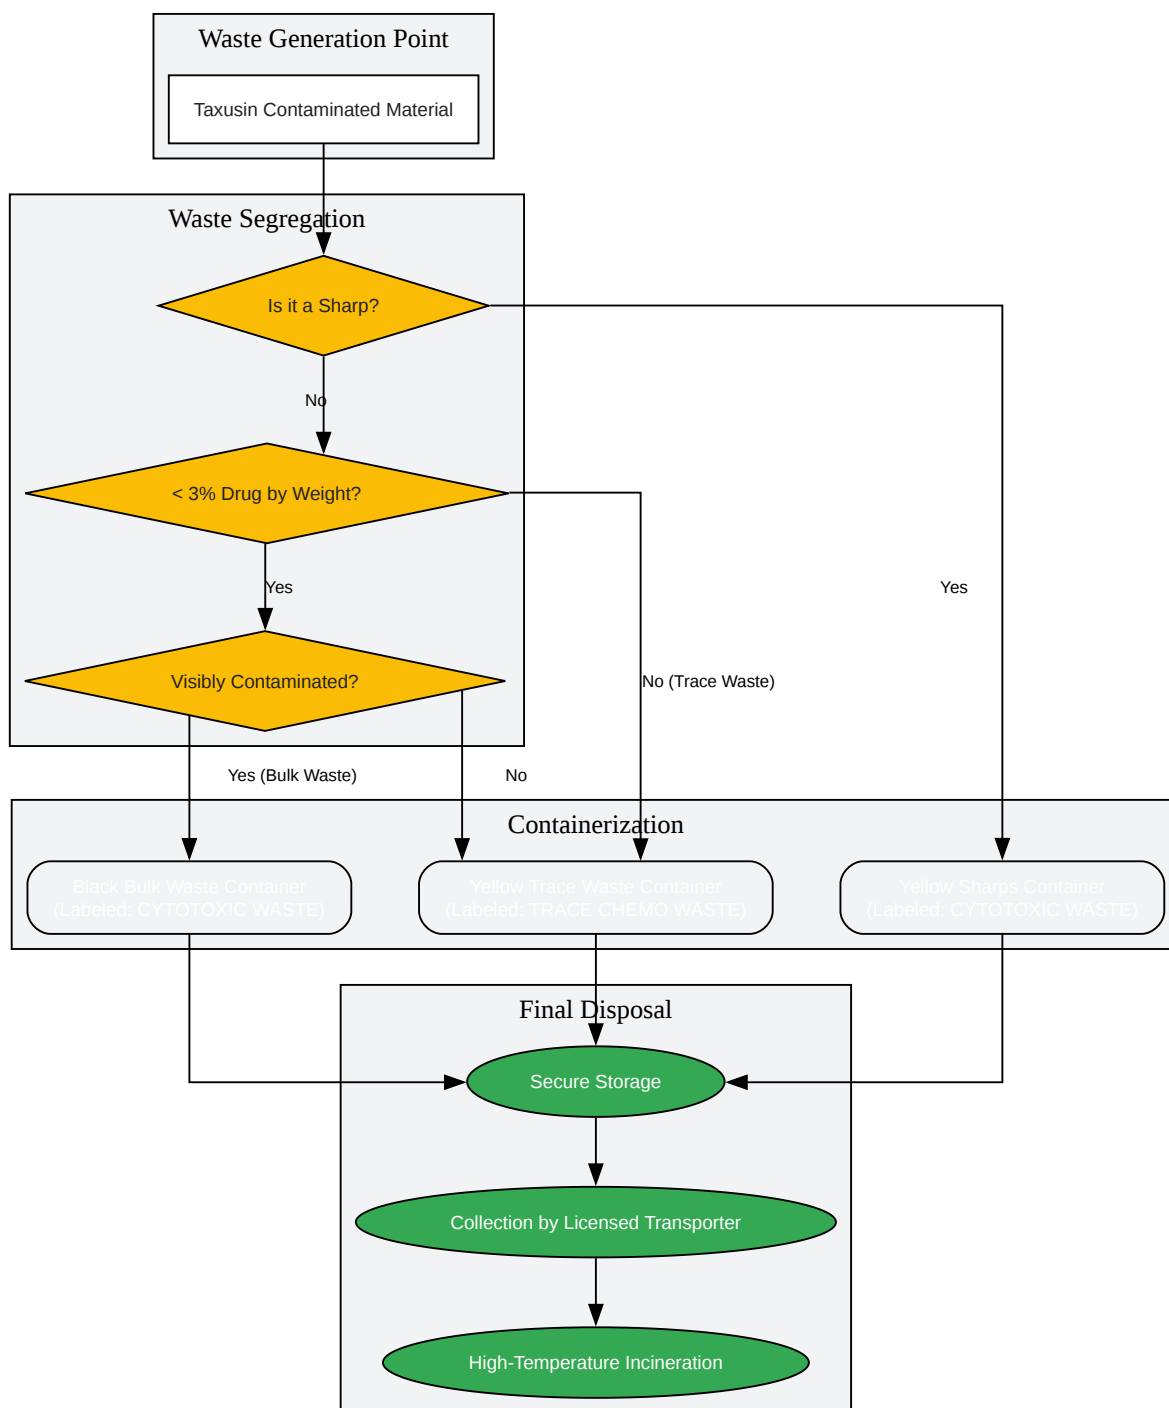 Waste Generation Point
Taxusin Contaminated Material
Waste Segregation
Is it a Sharp?
No
< 3% Drug by Weight?
Yes
Yes
Visibly Contaminated?
No (Trace Waste)
Yes (Bulk Waste)
No
Containerization
Black Bulk Waste Container
(Labeled: CYTOTOXIC WASTE)
Yellow Trace Waste Container
(Labeled: TRACE CHEMO WASTE)
Yellow Sharps Container
(Labeled: CYTOTOXIC WASTE)
Final Disposal
Secure Storage
Collection by Licensed Transporter
High-Temperature Incineration